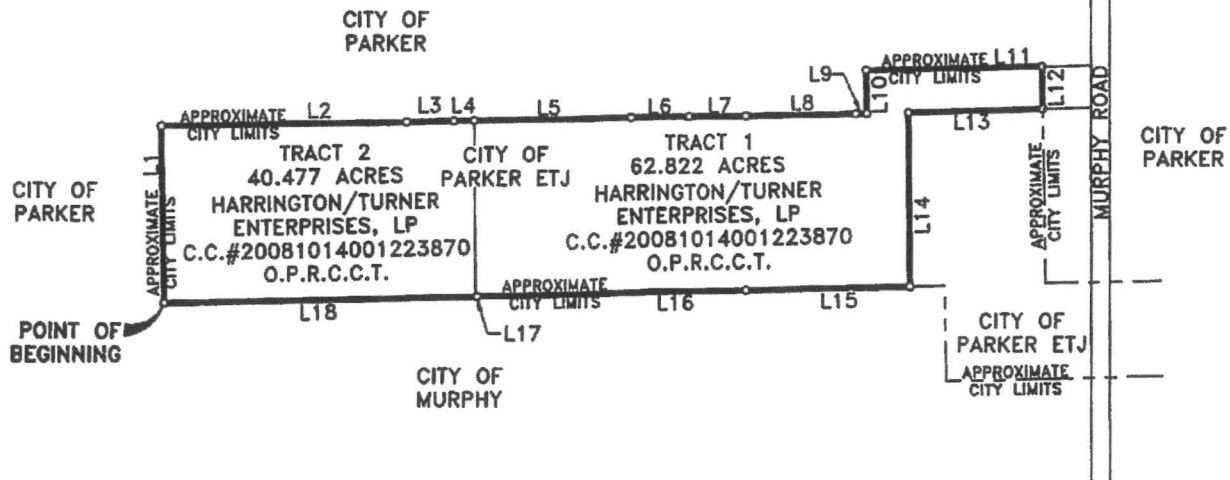 CITY OF
PARKER
APPROXIMATE L11
CITY LIMITS
L9
L10
L12
MURPHY ROAD
APPROXIMATE L2
CITY LIMITS
L3
L4
L5
L6
L7
L8
L13
CITY OF
PARKER
L1
APPROXIMATE
CITY LIMITS
CITY OF
PARKER
TRACT 2
40.477 ACRES
HARRINGTON/TURNER
ENTERPRISES, LP
C.C.#20081014001223870
O.P.R.C.C.T.
CITY OF
PARKER ETJ
TRACT 1
62.822 ACRES
HARRINGTON/TURNER
ENTERPRISES, LP
C.C.#20081014001223870
O.P.R.C.C.T.
L14
APPROXIMATE
CITY LIMITS
APPROXIMATE
CITY LIMITS
L18
L16
L15
L17
POINT OF
BEGINNING
CITY OF
PARKER ETJ
APPROXIMATE
CITY LIMITS
CITY OF
MURPHY